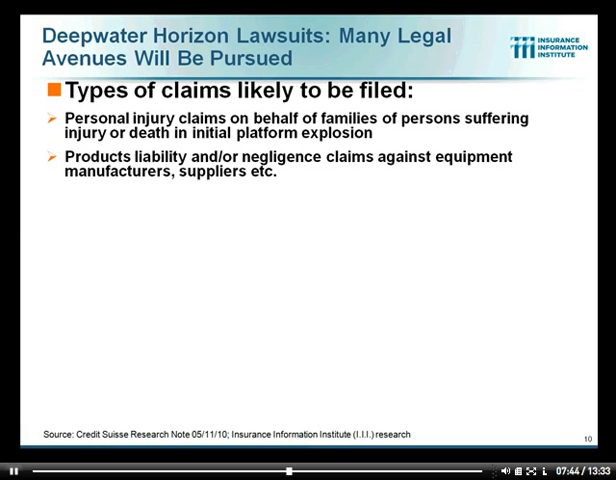 Deepwater Horizon Lawsuits: Many Legal
Avenues Will Be Pursued
INSURANCE
INFORMATION
INSTITUTE
Types of claims likely to be filed:
Personal injury claims on behalf of families of persons suffering
injury or death in initial platform explosion
Products liability and/or negligence claims against equipment
manufacturers, suppliers etc.
Source: Credit Suisse Research Note 05/11/10; Insurance Information Institute (I.I.I.) research
10
07:44 / 13:33